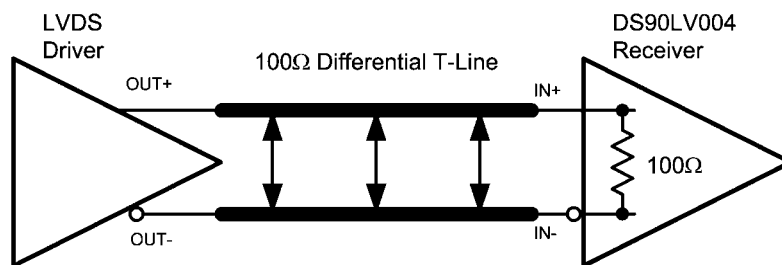 LVDS
Driver
DS90LV004
Receiver
100Ω Differential T-Line
OUT+
IN+
100Ω
OUT-
IN-